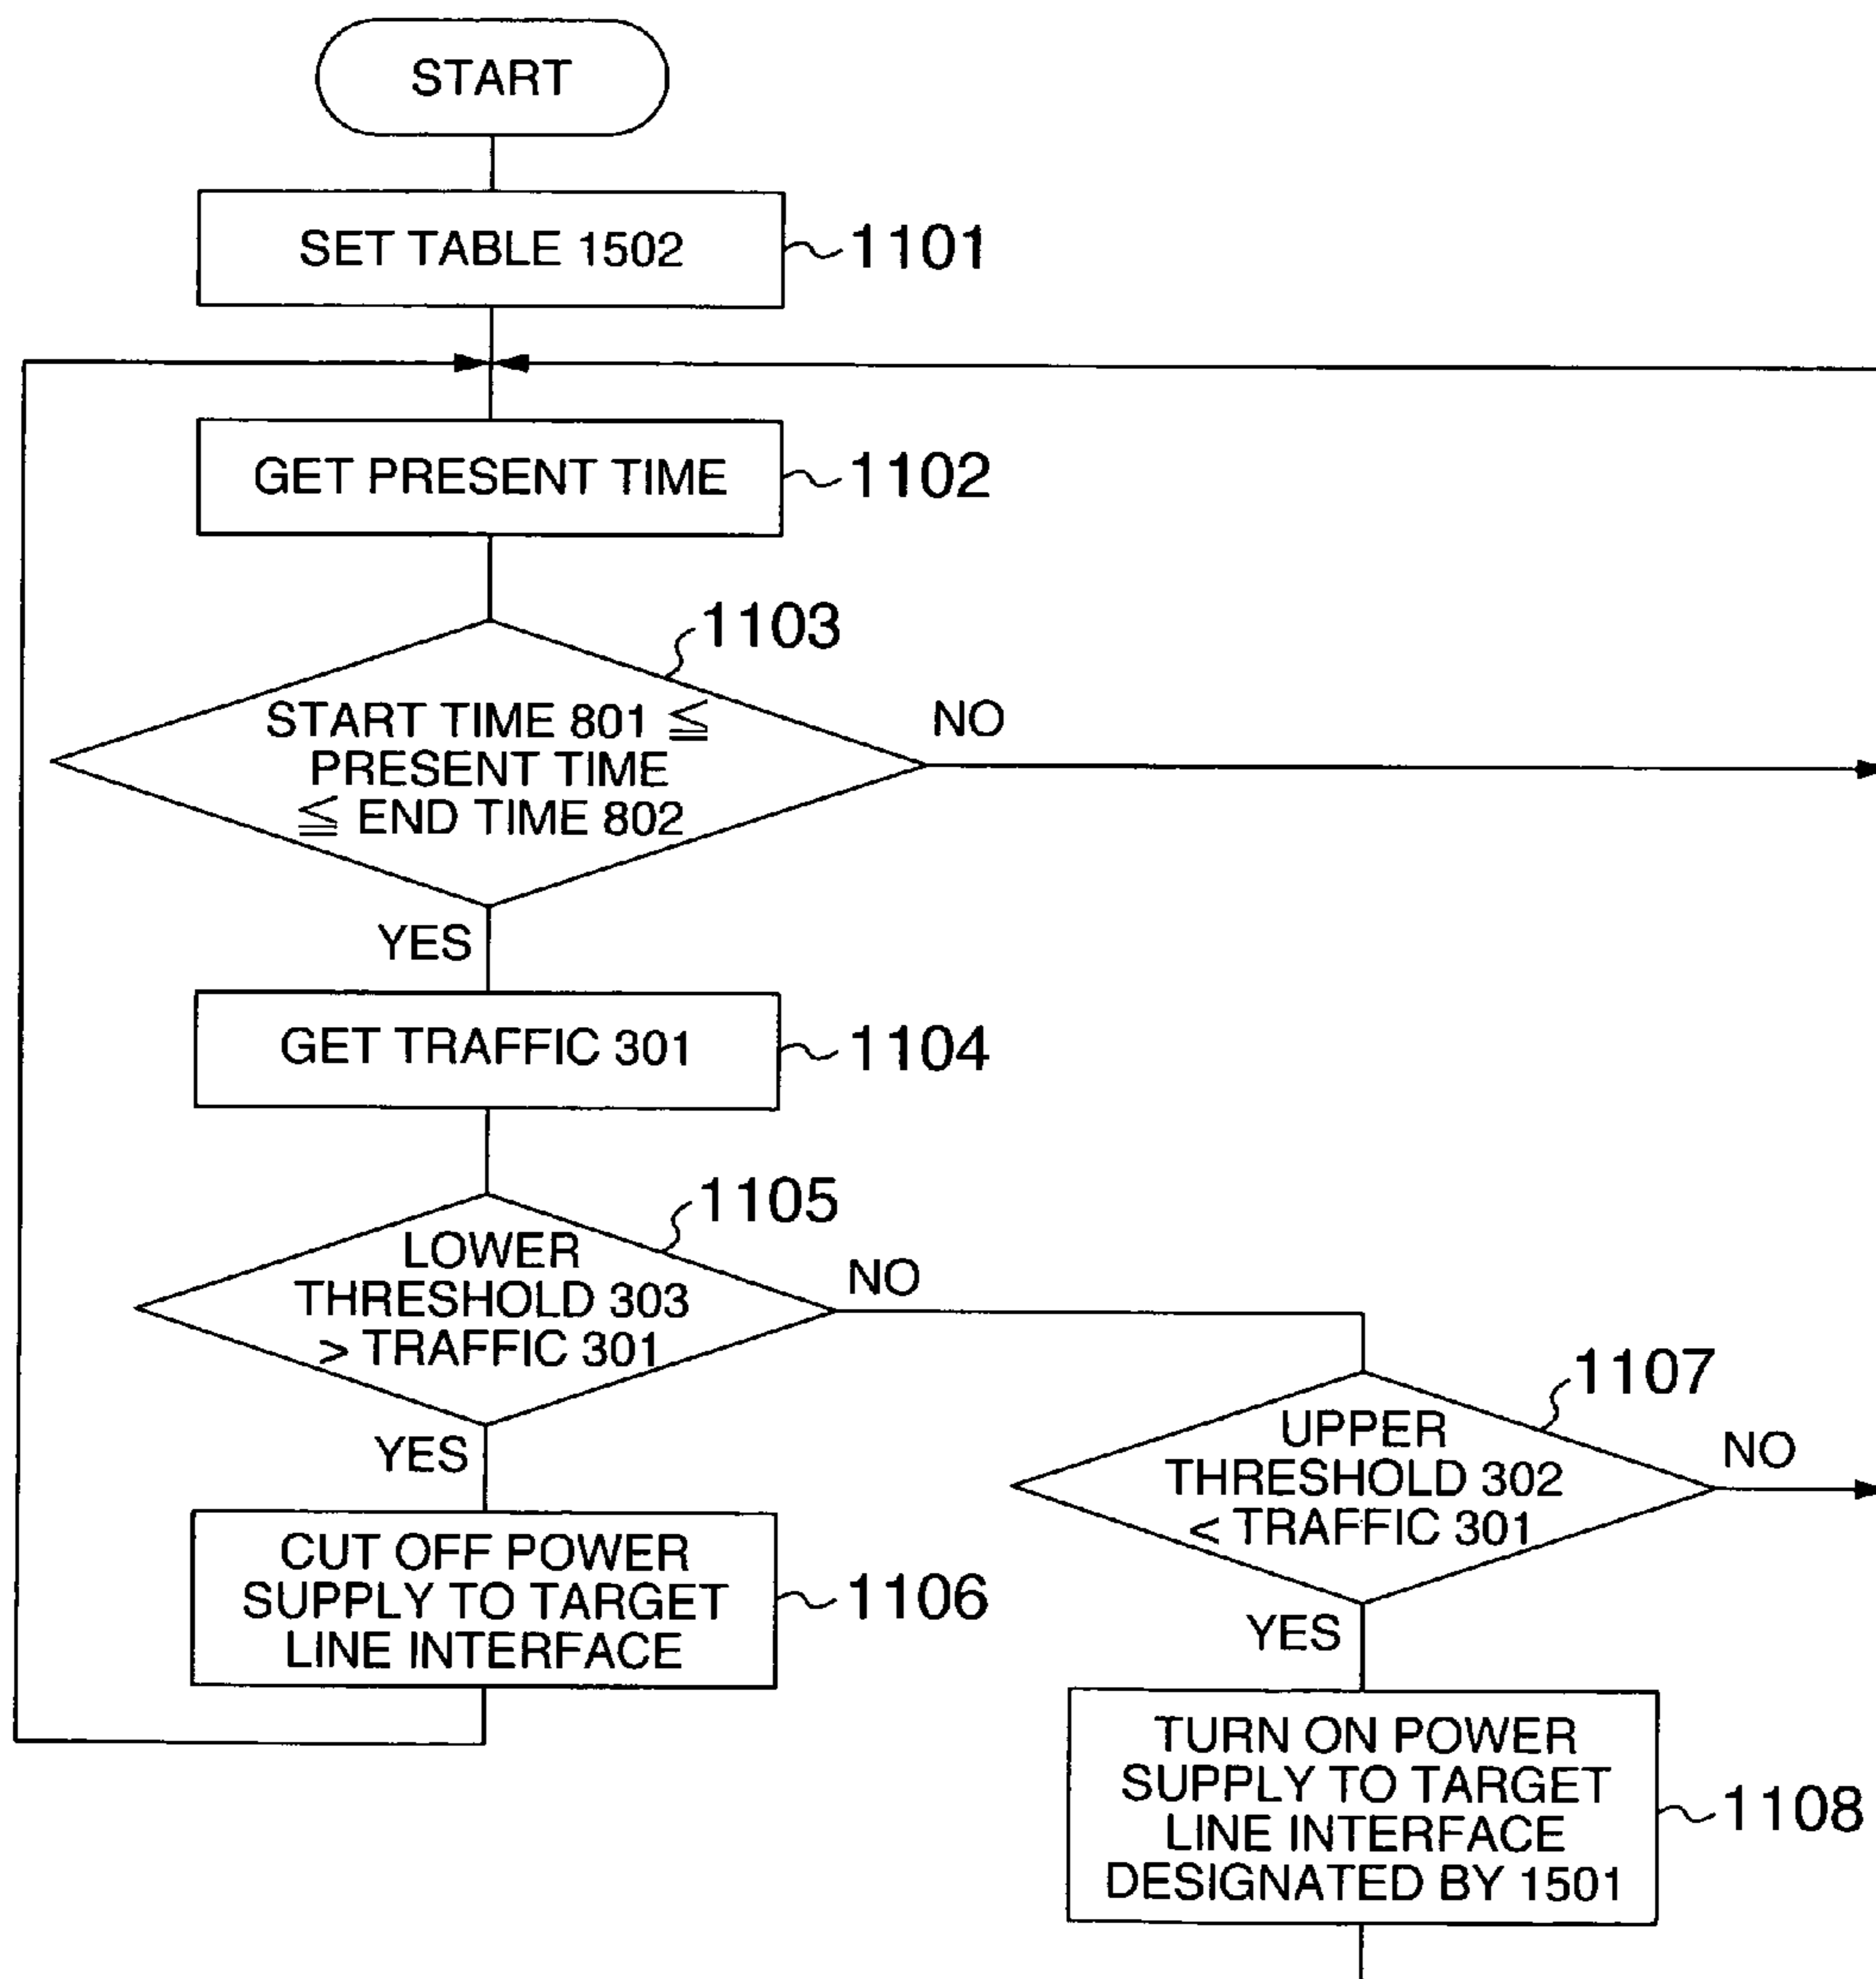 START
SET TABLE 1502
1101
GET PRESENT TIME
1102
1103
START TIME 801 ≦
PRESENT TIME
≦ END TIME 802
NO
YES
GET TRAFFIC 301
1104
1105
LOWER
THRESHOLD 303
> TRAFFIC 301
NO
YES
1107
UPPER
THRESHOLD 302
< TRAFFIC 301
NO
YES
CUT OFF POWER
SUPPLY TO TARGET
LINE INTERFACE
1106
TURN ON POWER
SUPPLY TO TARGET
LINE INTERFACE
DESIGNATED BY 1501
1108